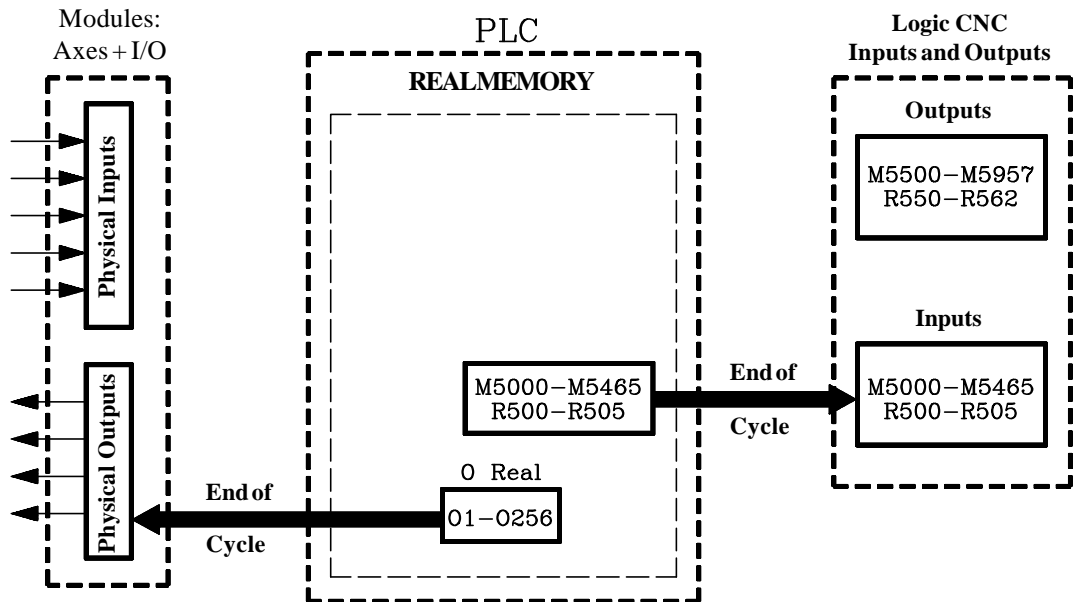 Modules:
Axes + I/O
Physical Inputs
Physical Outputs
PLC
REALMEMORY
M5000-M5465
R500-R505
O Real
O1-O256
End of
Cycle
End of
Cycle
Logic CNC
Inputs and Outputs
Outputs
M5500-M5957
R550-R562
Inputs
M5000-M5465
R500-R505